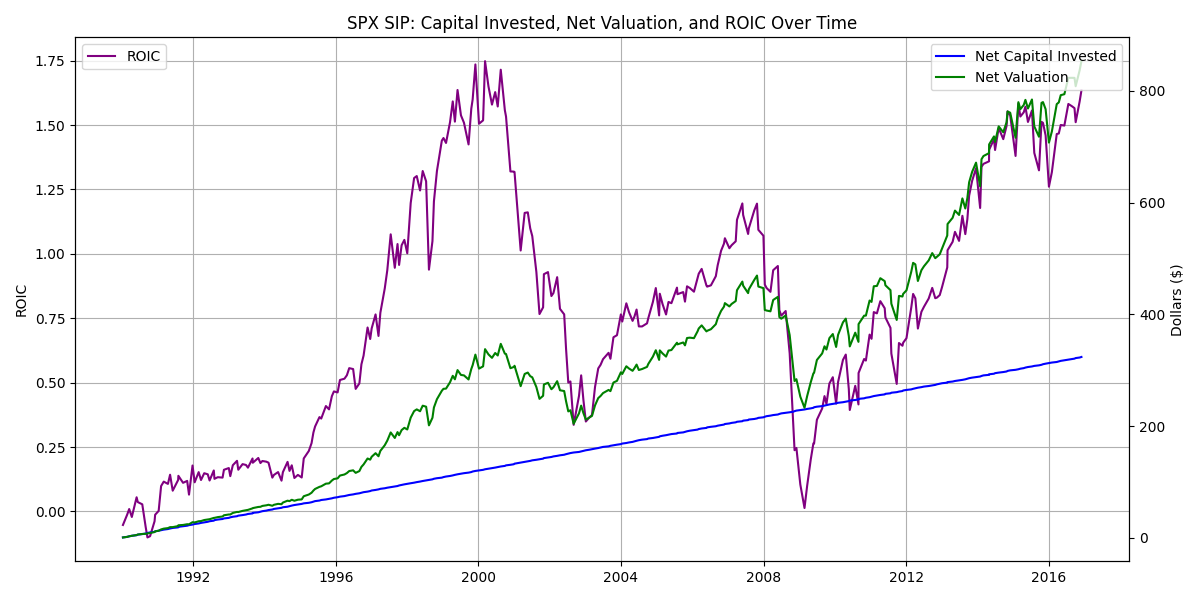 SPX SIP: Capital Invested, Net Valuation, and ROIC Over Time
ROIC
Net Capital Invested
Net Valuation
1.75
1.50
1.25
1.00
0.75
0.50
0.25
0.00
ROIC
800
600
400
200
0
Dollars ($)
1992 1996 2000 2004 2008 2012 2016